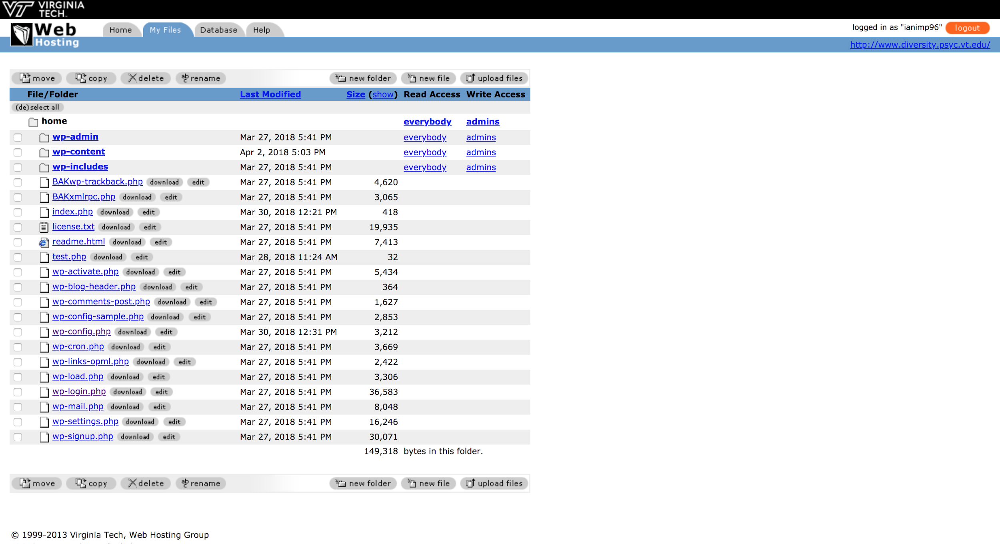 VIRGINIA TECH
Web Hosting
Home My Files Database Help
logged in as "ianimp96" logout
http://www.diversity.psyc.vt.edu/
move copy delete rename new folder new file upload files
File/Folder Last Modified Size (show) Read Access Write Access
(de)select all
home everybody admins
wp-admin Mar 27, 2018 5:41 PM everybody admins
wp-content Apr 2, 2018 5:03 PM everybody admins
wp-includes Mar 27, 2018 5:41 PM everybody admins
BAKwp-trackback.php download edit Mar 27, 2018 5:41 PM 4,620
BAKxmlrpc.php download edit Mar 27, 2018 5:41 PM 3,065
index.php download edit Mar 30, 2018 12:21 PM 418
license.txt download edit Mar 27, 2018 5:41 PM 19,935
readme.html download edit Mar 27, 2018 5:41 PM 7,413
test.php download edit Mar 28, 2018 11:24 AM 32
wp-activate.php download edit Mar 27, 2018 5:41 PM 5,434
wp-blog-header.php download edit Mar 27, 2018 5:41 PM 364
wp-comments-post.php download edit Mar 27, 2018 5:41 PM 1,627
wp-config-sample.php download edit Mar 27, 2018 5:41 PM 2,853
wp-config.php download edit Mar 30, 2018 12:31 PM 3,212
wp-cron.php download edit Mar 27, 2018 5:41 PM 3,669
wp-links-opml.php download edit Mar 27, 2018 5:41 PM 2,422
wp-load.php download edit Mar 27, 2018 5:41 PM 3,306
wp-login.php download edit Mar 27, 2018 5:41 PM 36,583
wp-mail.php download edit Mar 27, 2018 5:41 PM 8,048
wp-settings.php download edit Mar 27, 2018 5:41 PM 16,246
wp-signup.php download edit Mar 27, 2018 5:41 PM 30,071
149,318 bytes in this folder.
move copy delete rename new folder new file upload files
© 1999-2013 Virginia Tech, Web Hosting Group